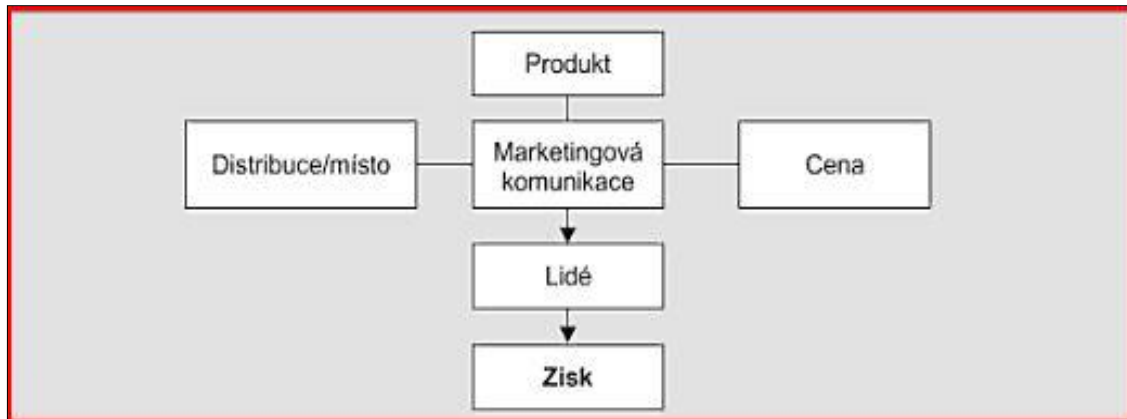 Produkt
Distribuce/místo
Marketingová
komunikace
Cena
Lidé
Zisk